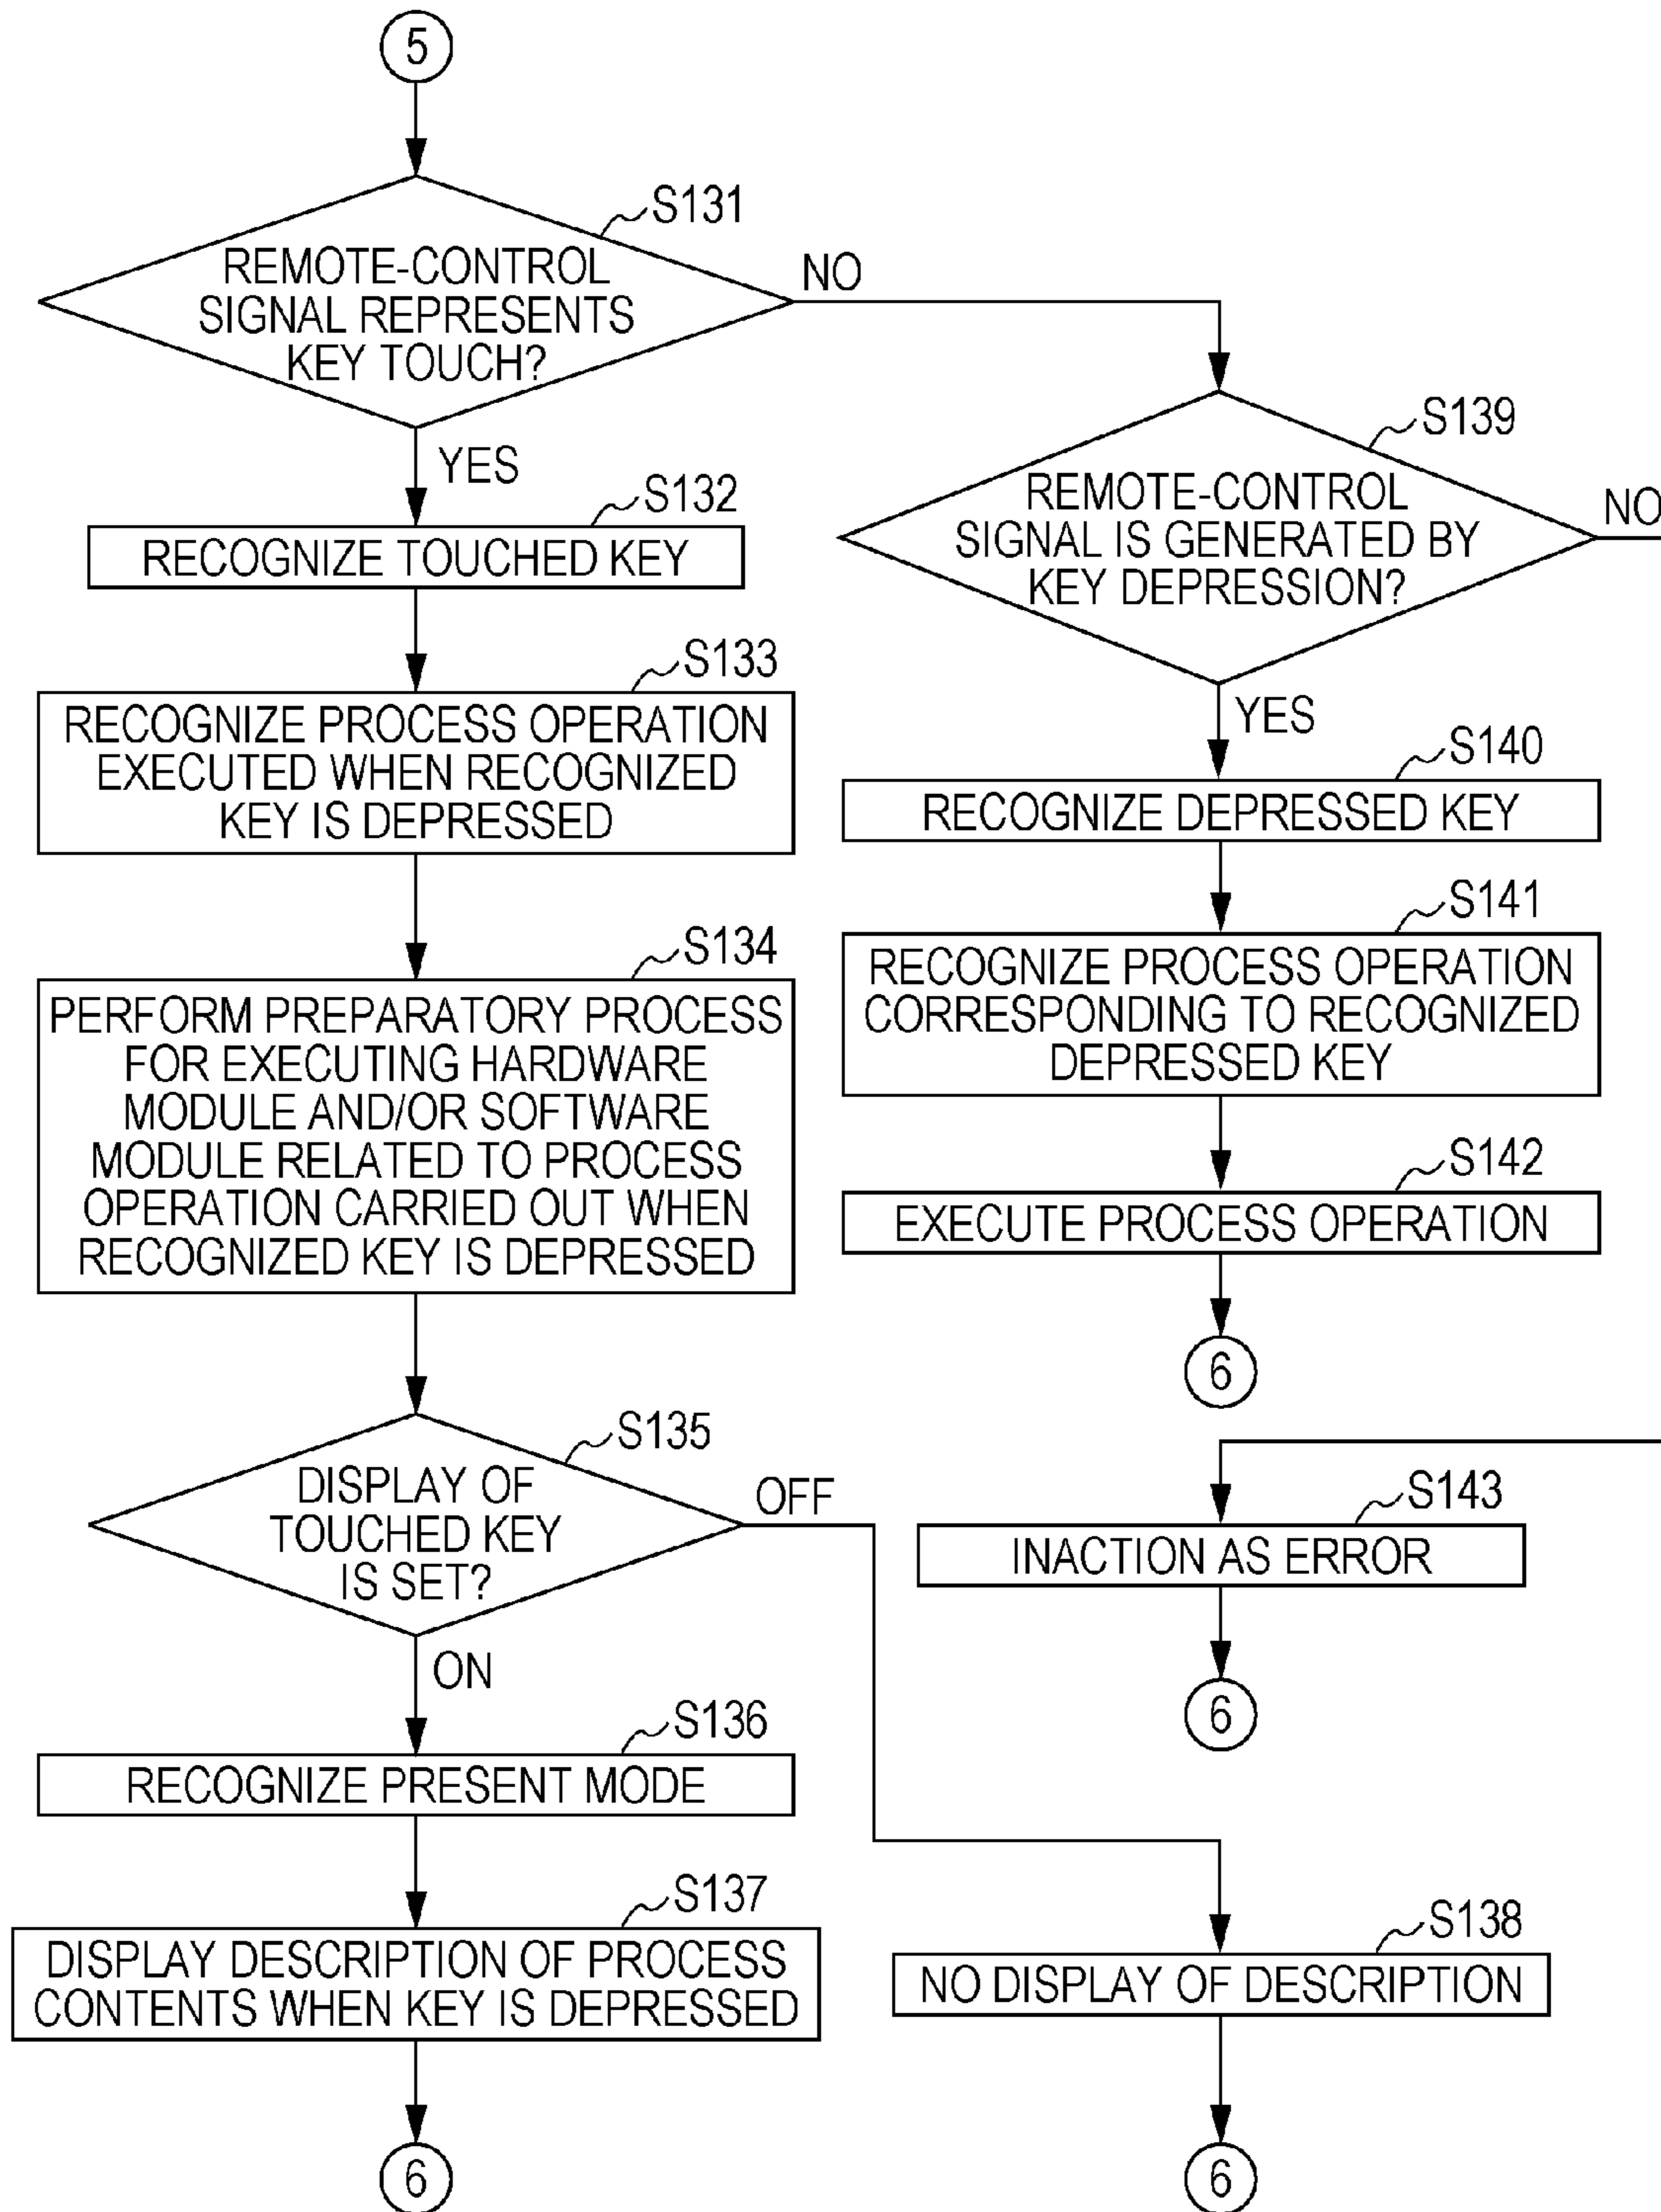 5
S131
REMOTE-CONTROL
SIGNAL REPRESENTS
KEY TOUCH?
NO
YES
S132
RECOGNIZE TOUCHED KEY
S133
RECOGNIZE PROCESS OPERATION
EXECUTED WHEN RECOGNIZED
KEY IS DEPRESSED
S134
PERFORM PREPARATORY PROCESS
FOR EXECUTING HARDWARE
MODULE AND/OR SOFTWARE
MODULE RELATED TO PROCESS
OPERATION CARRIED OUT WHEN
RECOGNIZED KEY IS DEPRESSED
S135
DISPLAY OF
TOUCHED KEY
IS SET?
OFF
ON
S136
RECOGNIZE PRESENT MODE
S137
DISPLAY DESCRIPTION OF PROCESS
CONTENTS WHEN KEY IS DEPRESSED
6
S139
REMOTE-CONTROL
SIGNAL IS GENERATED BY
KEY DEPRESSION?
NO
YES
S140
RECOGNIZE DEPRESSED KEY
S141
RECOGNIZE PROCESS OPERATION
CORRESPONDING TO RECOGNIZED
DEPRESSED KEY
S142
EXECUTE PROCESS OPERATION
6
S143
INACTION AS ERROR
6
S138
NO DISPLAY OF DESCRIPTION
6